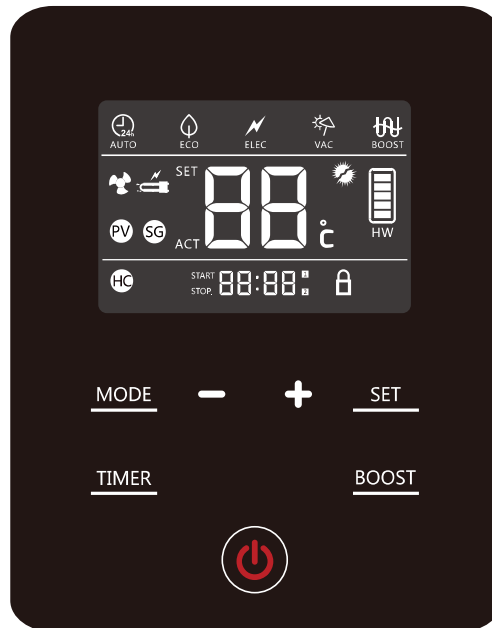 24h
AUTO ECO ELEC VAC BOOST
SET
88
°C
PV SG
ACT
HW
HC
START
STOP.
88:88
1
2
MODE − + SET
TIMER BOOST